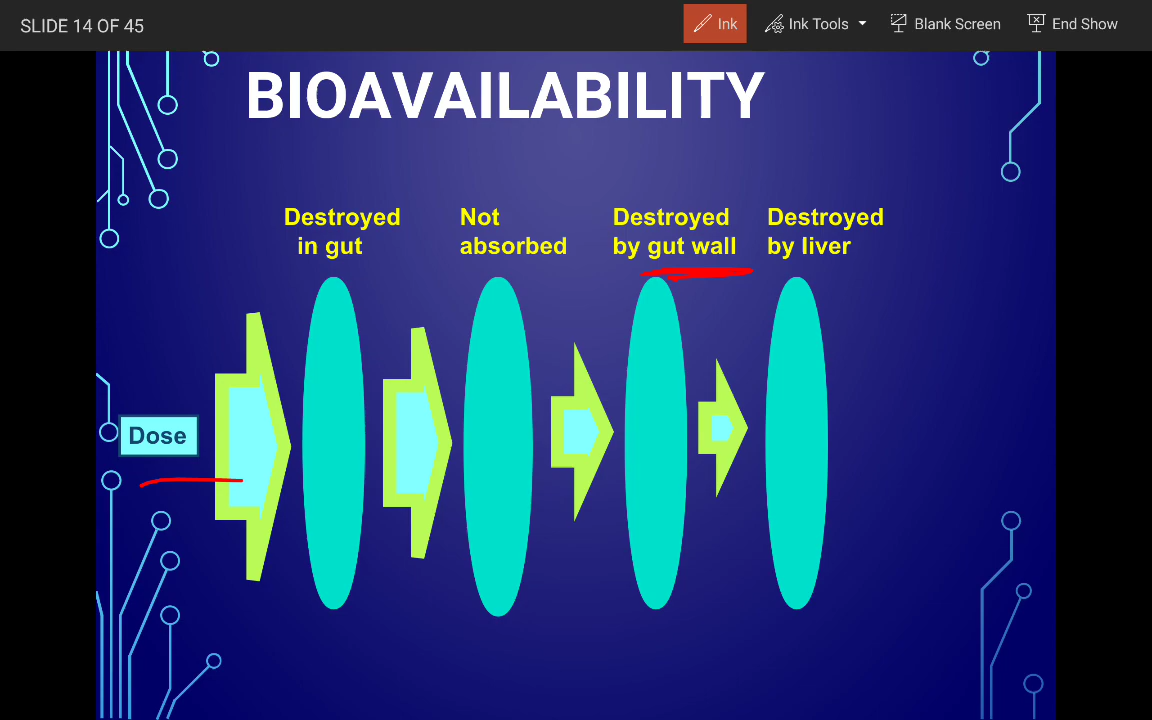 SLIDE 14 OF 45
Ink
Ink Tools
Blank Screen
End Show
BIOAVAILABILITY
Destroyed
in gut
Not
absorbed
Destroyed
by gut wall
Destroyed
by liver
Dose